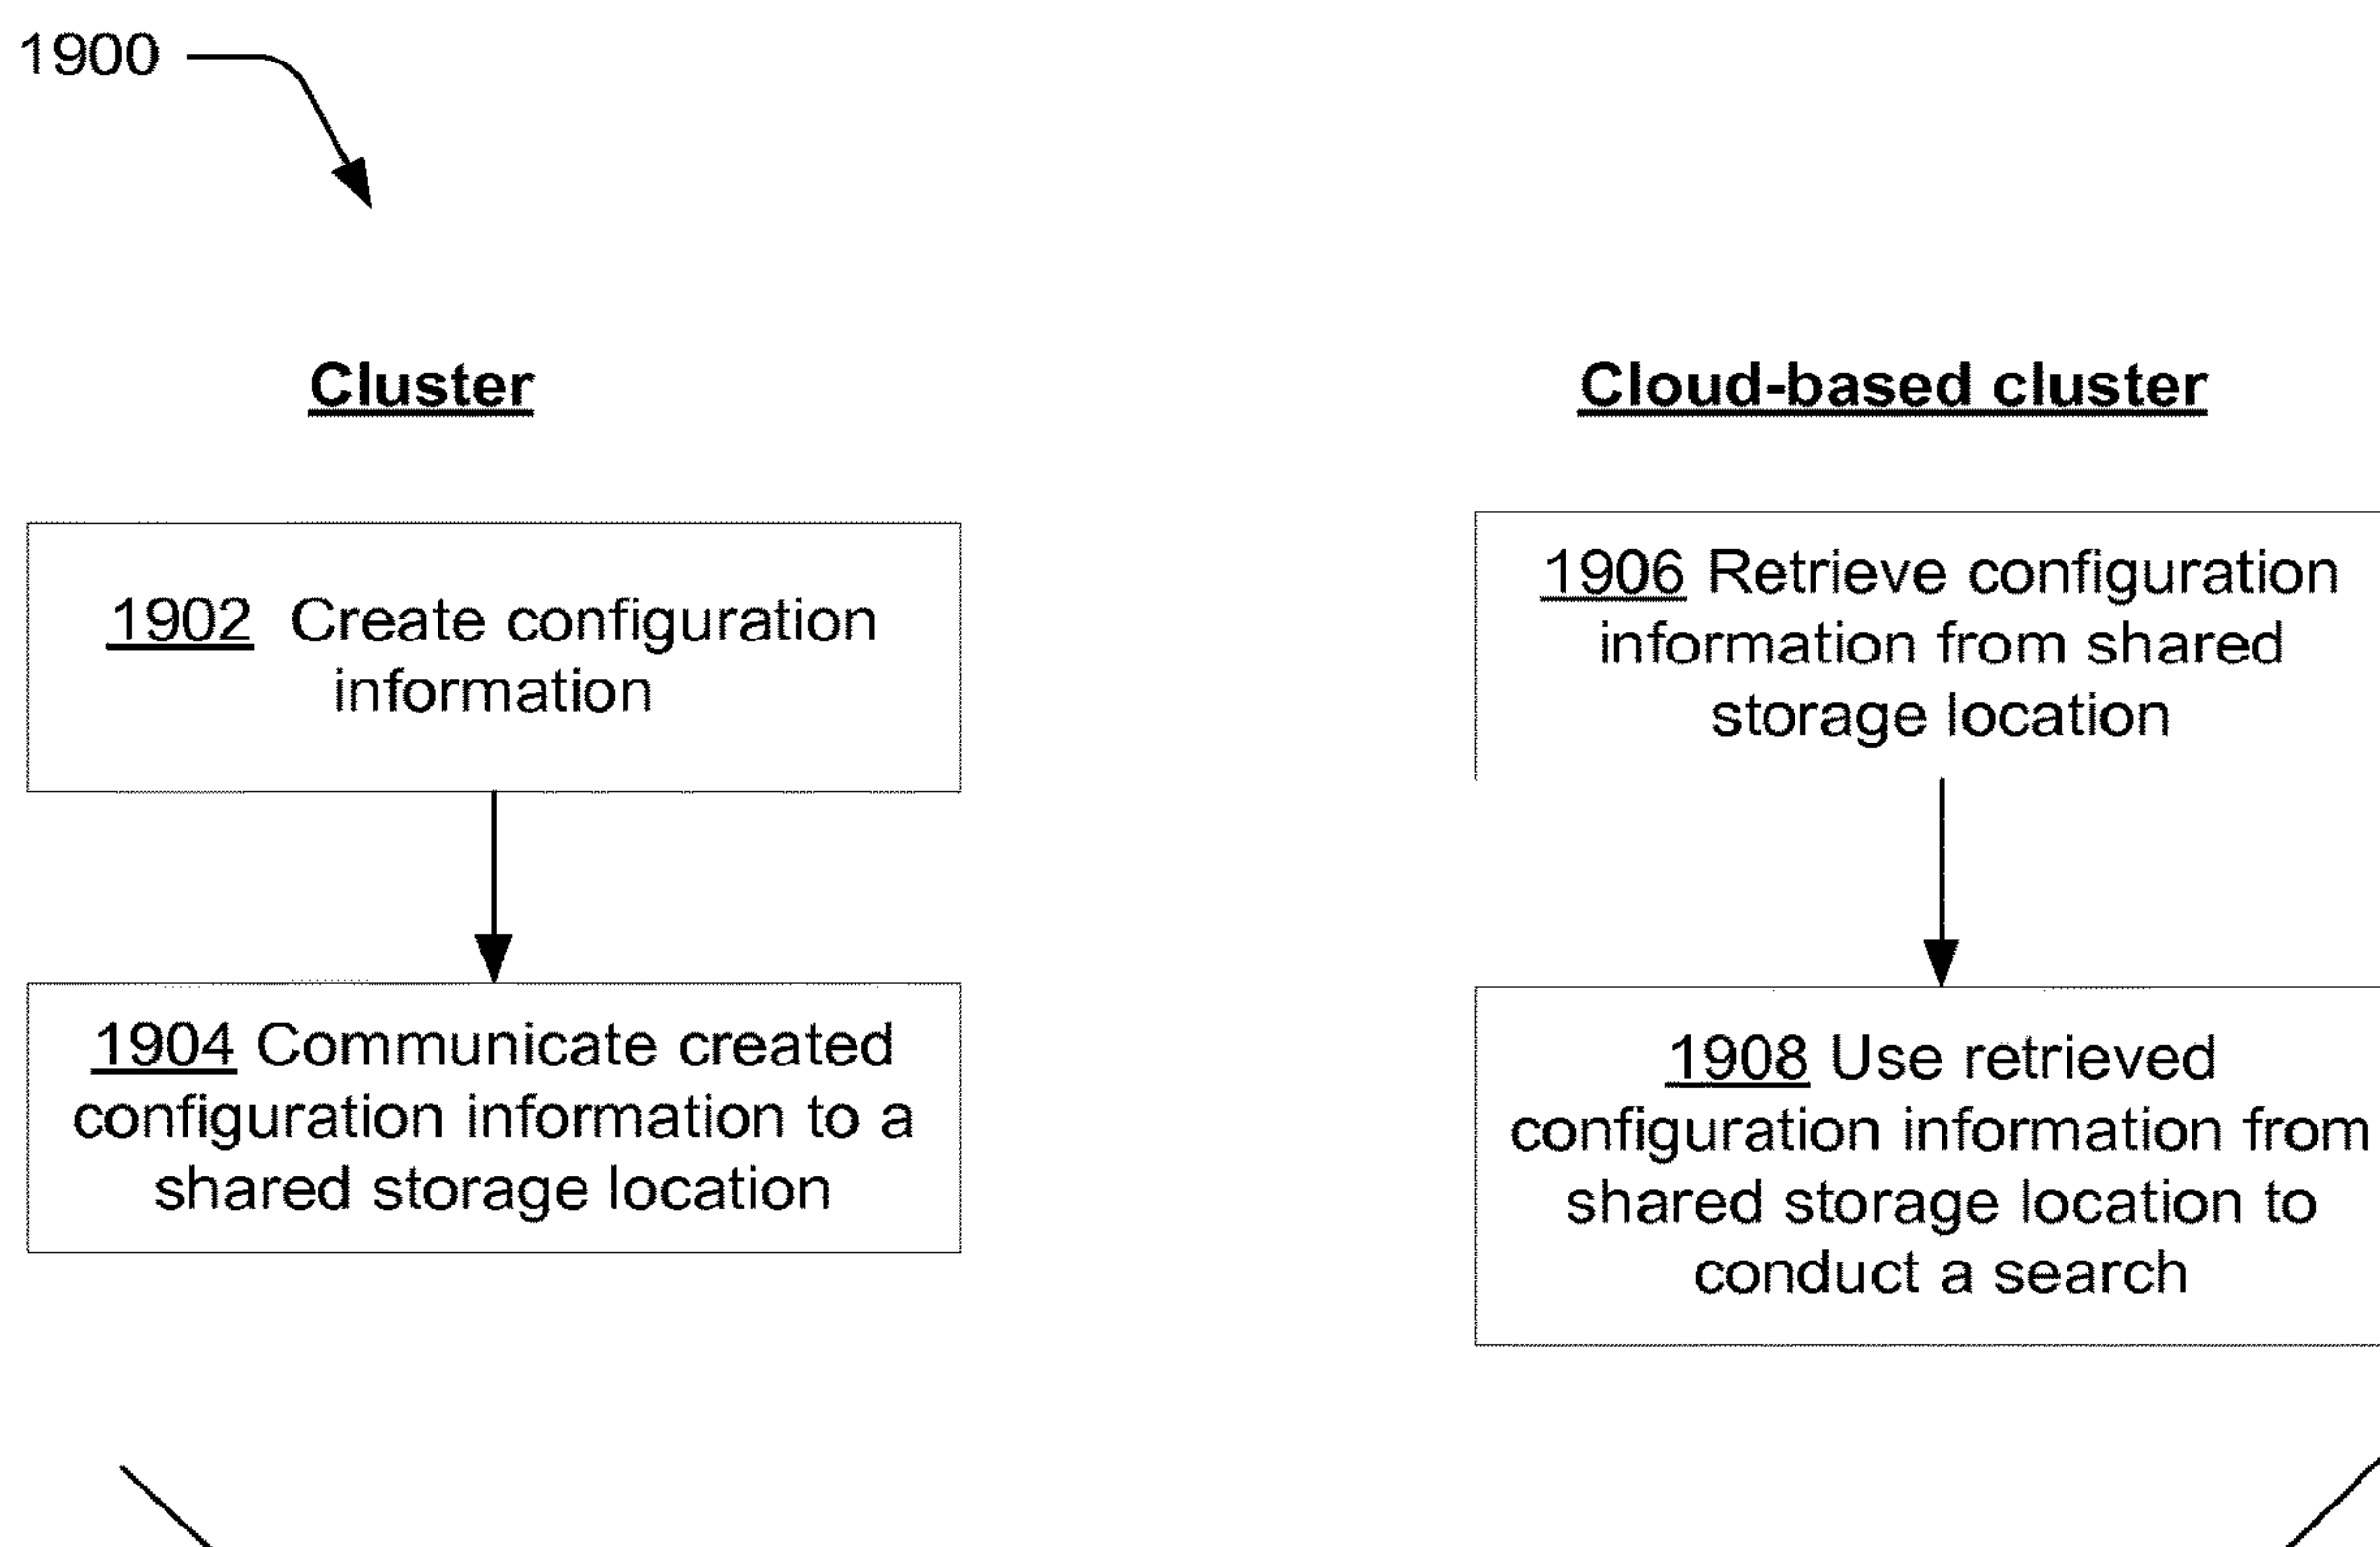 1900
Cluster
1902 Create configuration
information
1904 Communicate created
configuration information to a
shared storage location
Cloud-based cluster
1906 Retrieve configuration
information from shared
storage location
1908 Use retrieved
configuration information from
shared storage location to
conduct a search